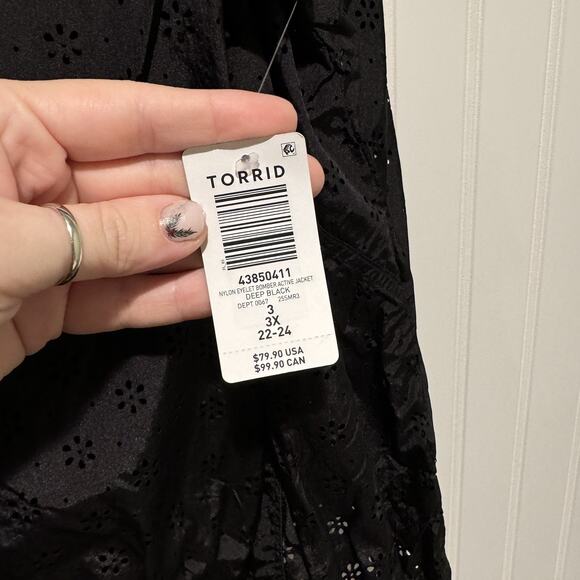 TORRID
43850411
NYLON EYELET BOMBER ACTIVE JACKET
DEEP BLACK
DEPT 0067 25SMR3
3
3X
22-24
$79.90 USA
$99.90 CAN